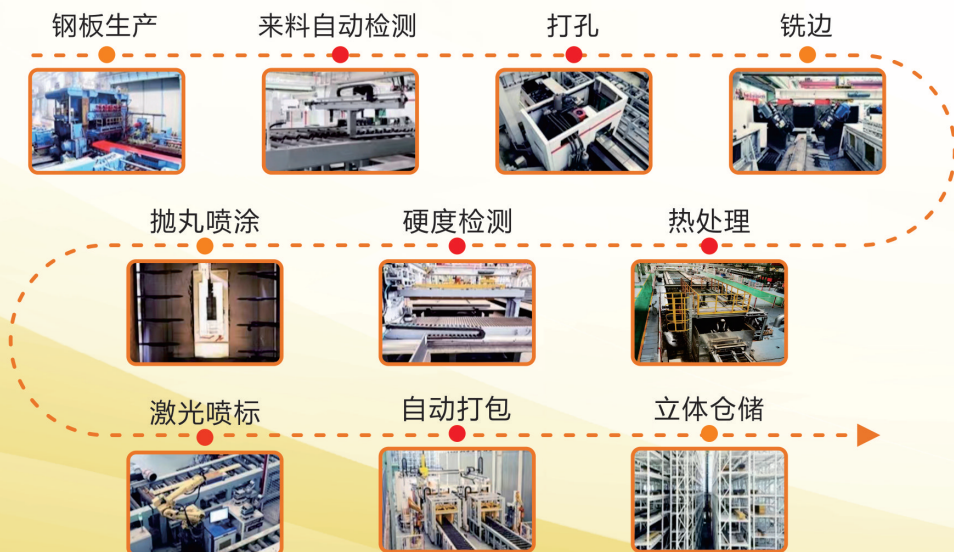 钢板生产
来料自动检测
打孔
铣边
抛丸喷涂
硬度检测
热处理
激光喷标
自动打包
立体仓储